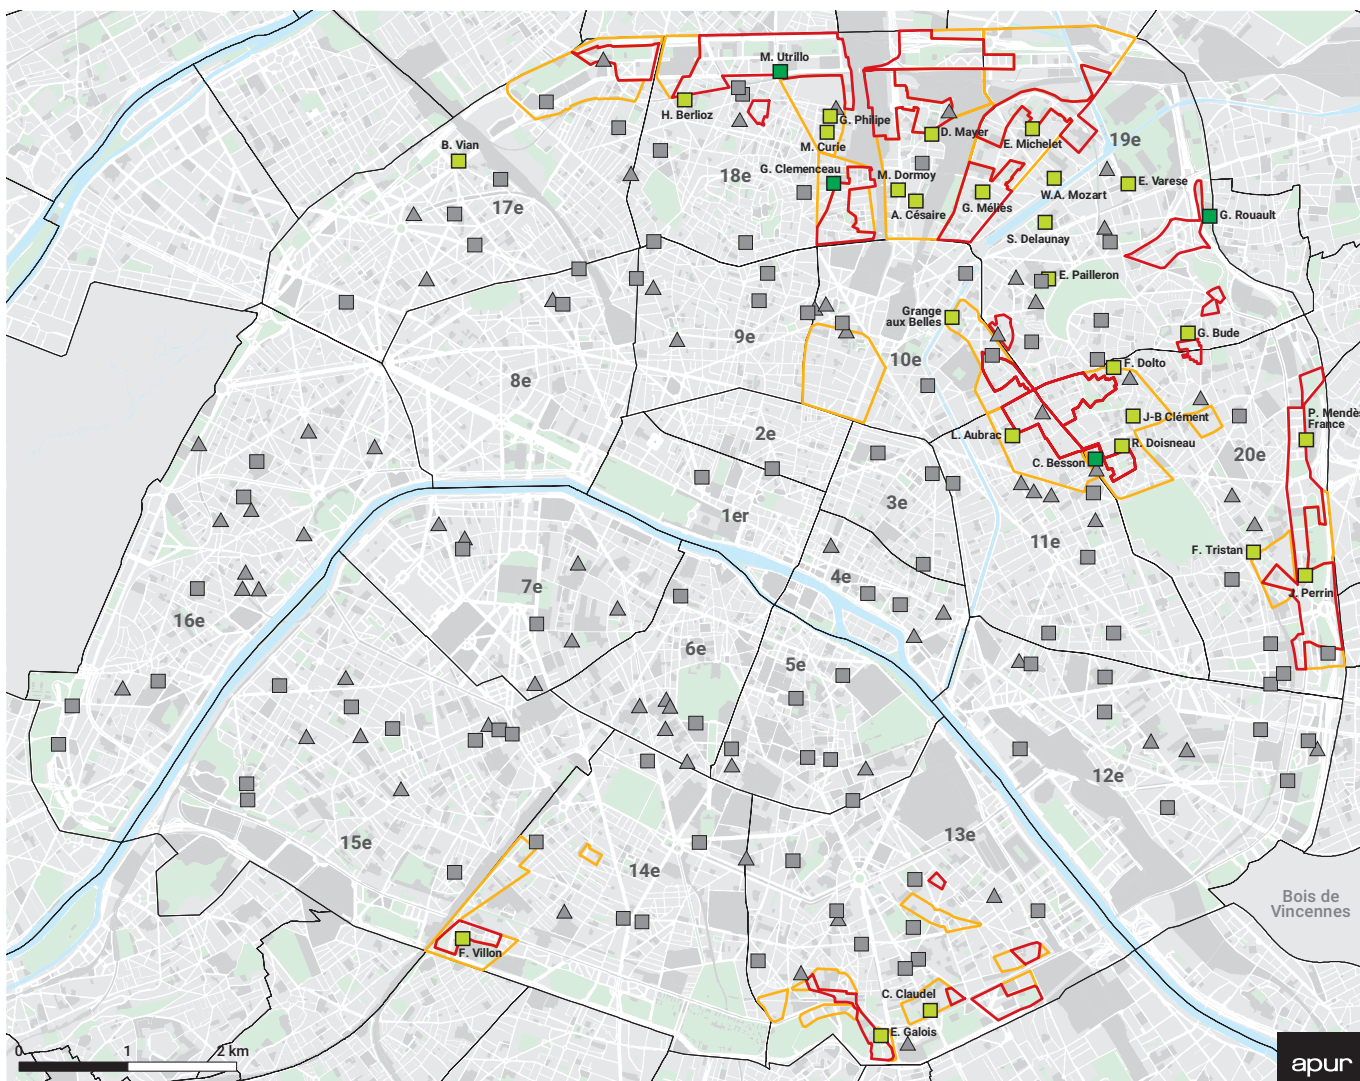 M. Utrillo
H. Berlioz
G. Philipe
M. Curie
D. Mayer
E. Michelet
19e
B. Vian
G. Clemenceau
18e
M. Dormoy
A. Césaire
G. Mélies
W.A. Mozart
E. Varese
17e
G. Rouault
S. Delaunay
E. Pailleron
Grange
aux Belles
9e
10e
G. Bude
F. Dolto
8e
J-B Clément
P. Mendès
France
2e
L. Aubrac
R. Doisneau
C. Besson
20e
3e
1er
11e
F. Tristan
4e
7e
J. Perrin
16e
6e
5e
12e
15e
13e
14e
Bois de
Vincennes
F. Villon
C. Claudel
E. Galois
0 1 2 km
apur